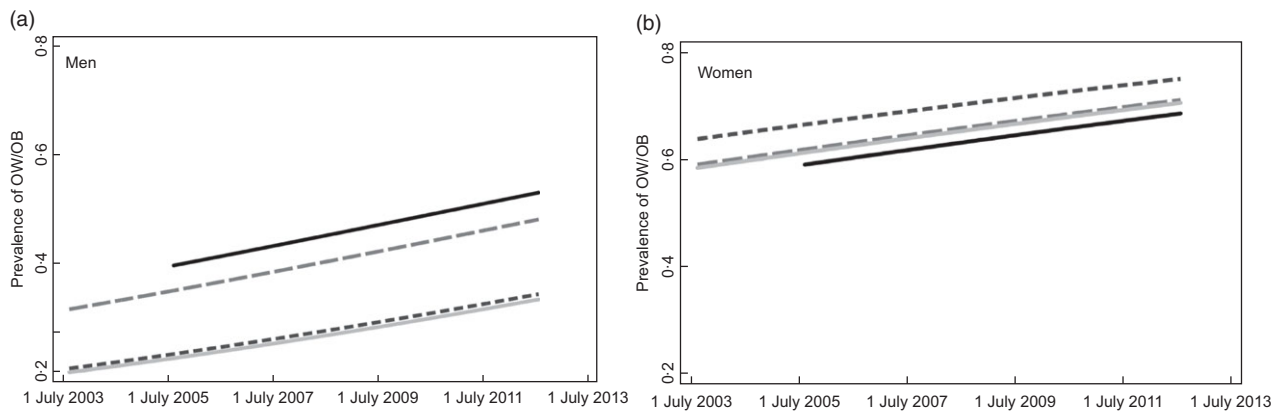 (a)
Men
Prevalence of OW/OB
0·8
0·6
0·4
0·2
1 July 2003 1 July 2005 1 July 2007 1 July 2009 1 July 2011 1 July 2013
(b)
Women
Prevalence of OW/OB
0·8
0·6
0·4
0·2
1 July 2003 1 July 2005 1 July 2007 1 July 2009 1 July 2011 1 July 2013